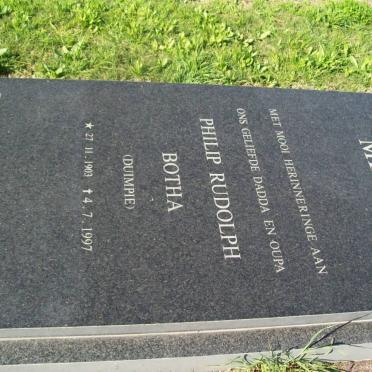 MET MOOI HERINNERINGE AAN
ONS GELIEFDE DADDA EN OUPA
PHILIP RUDOLPH
BOTHA
(DUIMPIE)
★ 27.11.1903 ✝ 4.7.1997